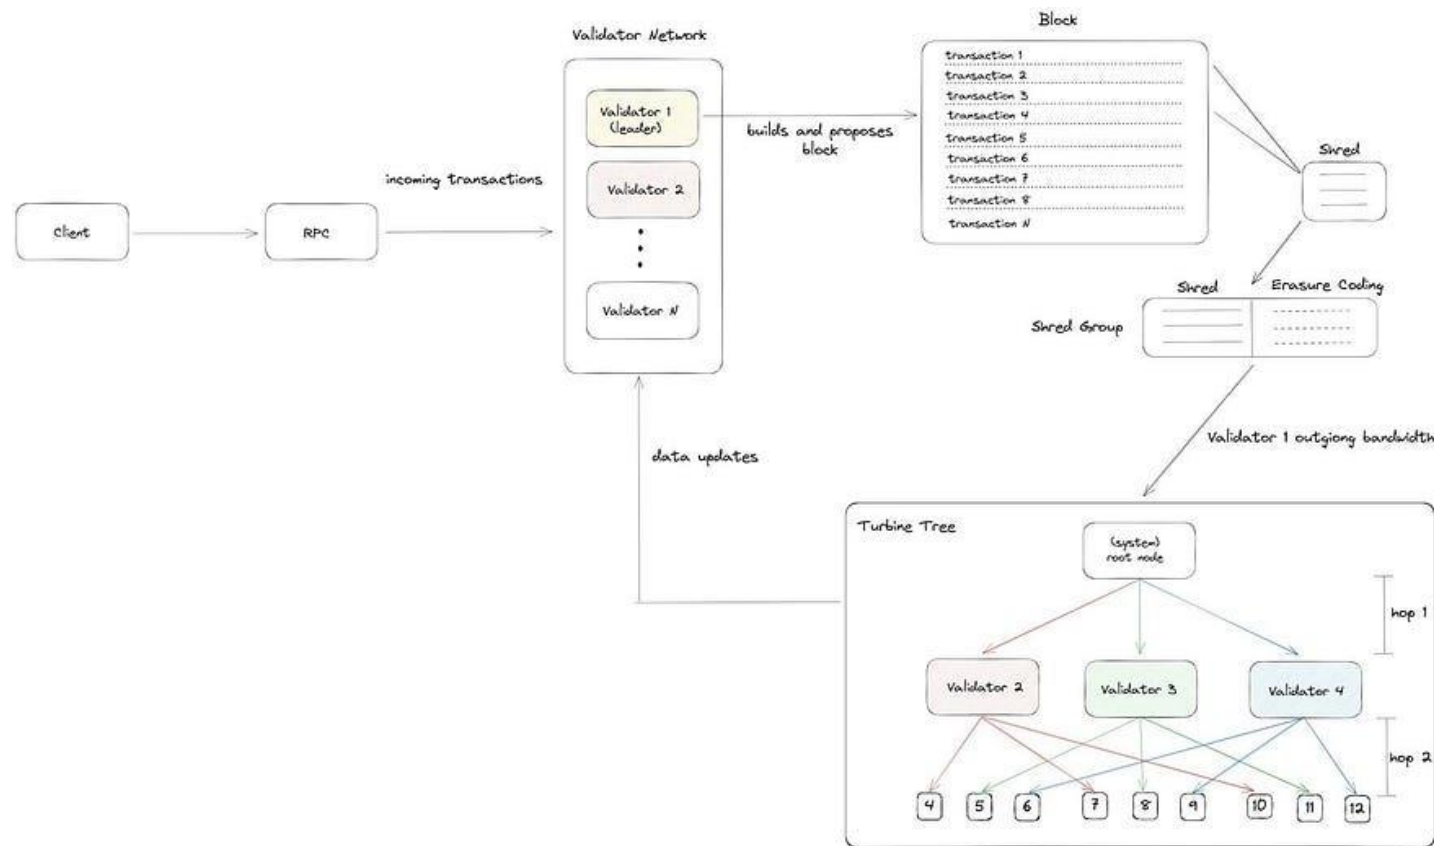 Block
Validator Network
transaction 1
transaction 2
transaction 3
transaction 4
transaction 5
transaction 6
transaction 7
transaction 8
transaction N
Validator 1
(leader)
builds and proposes
block
Shred
incoming transactions
Validator 2
Client
RPC
Validator N
Shred
Erasure Coding
Shred Group
Validator 1 outgiong bandwidth
data updates
Turbine Tree
(system)
root node
hop 1
Validator 2
Validator 3
Validator 4
hop 2
4
5
6
7
8
9
10
11
12